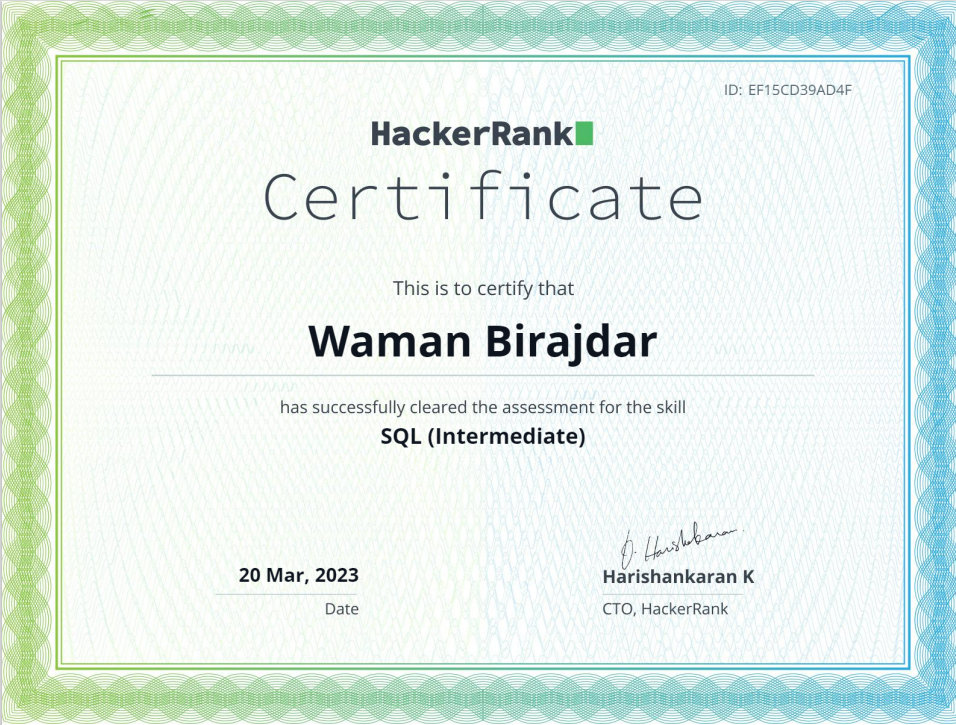 ID: EF15CD39AD4F
HackerRank
Certificate
This is to certify that
Waman Birajdar
has successfully cleared the assessment for the skill
SQL (Intermediate)
D. Harishankaran
20 Mar, 2023
Harishankaran K
Date
CTO, HackerRank